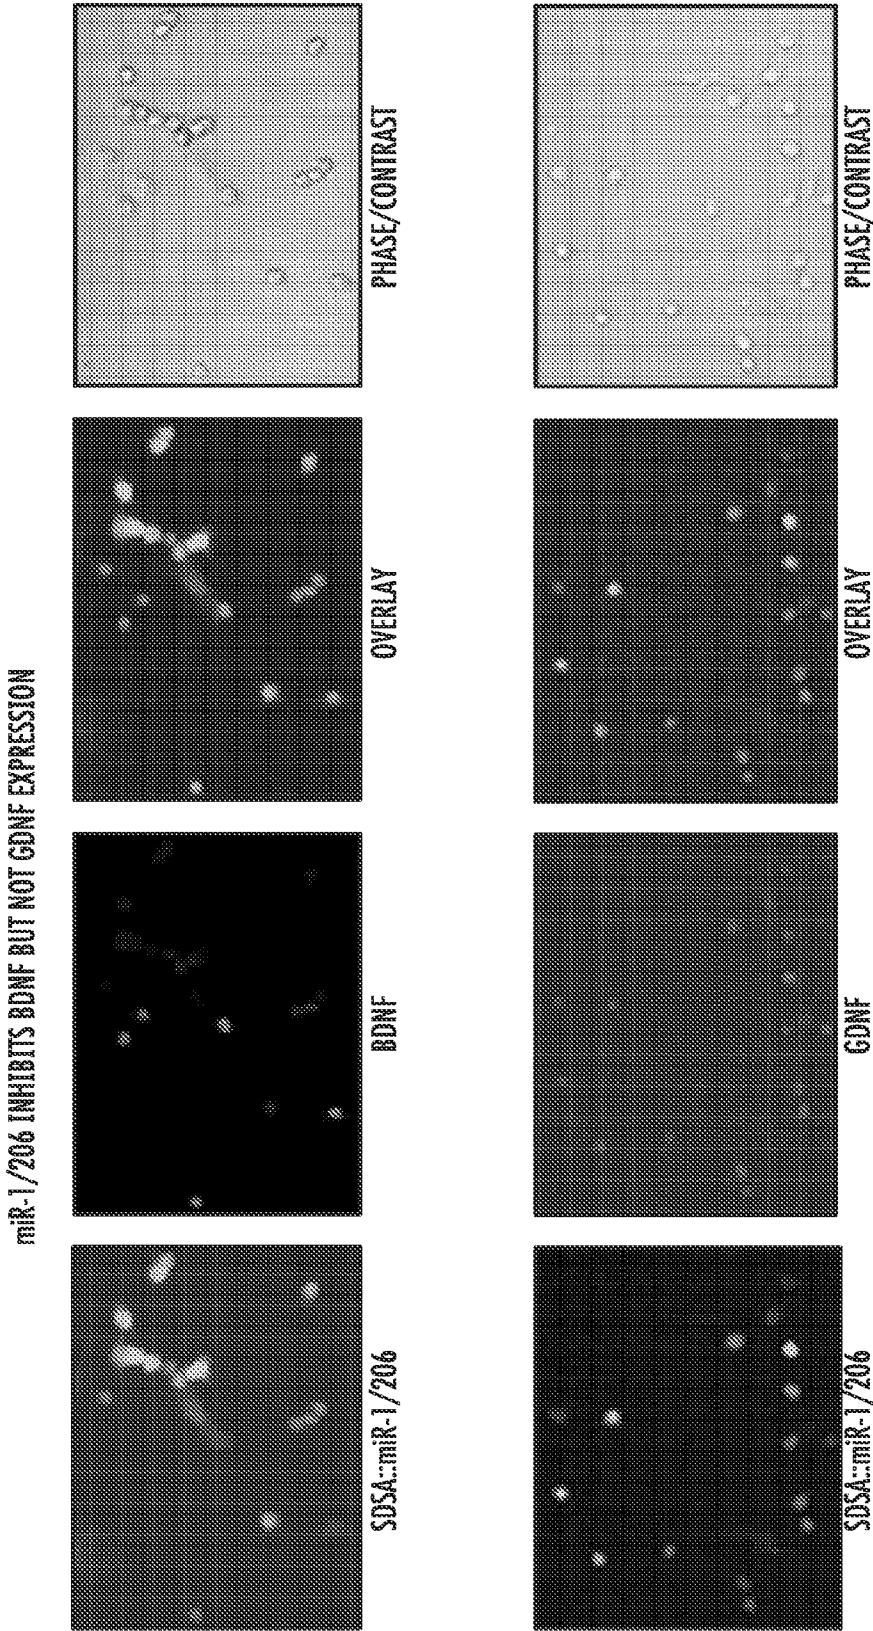 miR-1/206 INHIBITS BDNF BUT NOT GDNF EXPRESSION
SDSA::miR-1/206
BDNF
OVERLAY
PHASE/CONTRAST
SDSA::miR-1/206
GDNF
OVERLAY
PHASE/CONTRAST